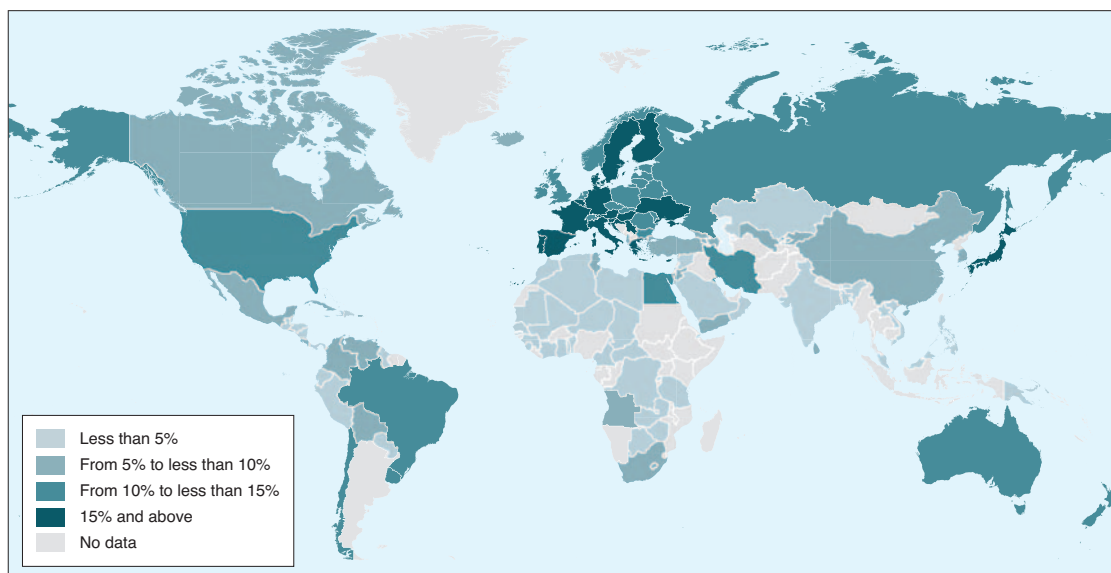 Less than 5%
From 5% to less than 10%
From 10% to less than 15%
15% and above
No data